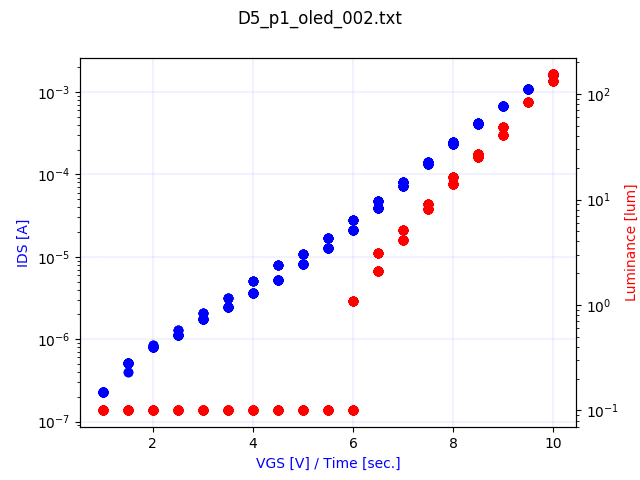 D5_p1_oled_002.txt
10⁻³
10⁻⁴
10⁻⁵
10⁻⁶
10⁻⁷
IDS [A]
10²
10¹
10⁰
10⁻¹
Luminance [lum]
2 4 6 8 10
VGS [V] / Time [sec.]